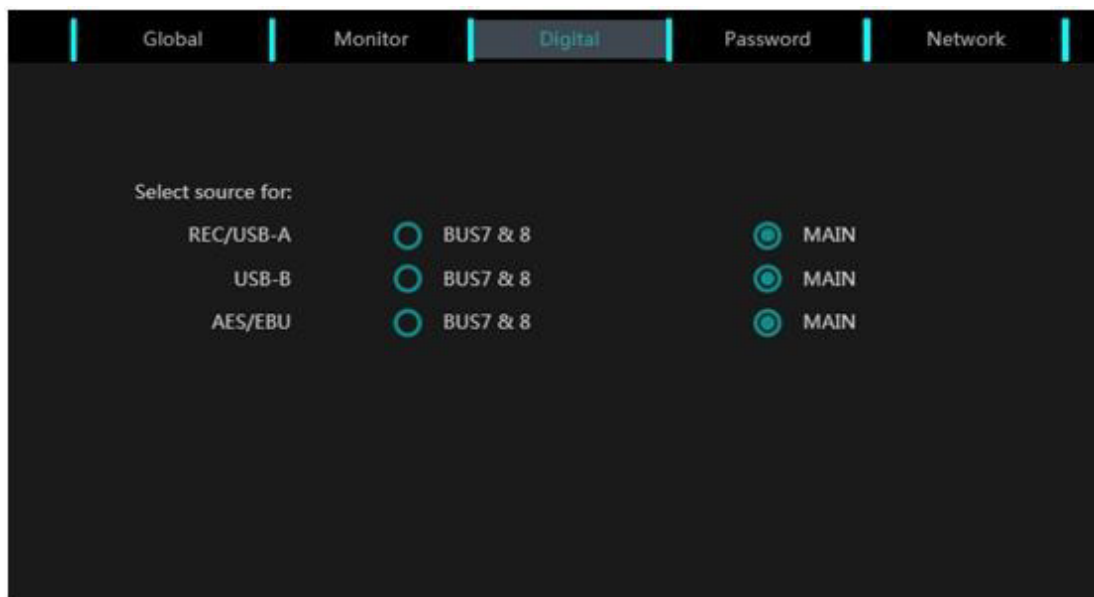 Global Monitor Digital Password Network
Select source for:
REC/USB-A BUS7 & 8 MAIN
USB-B BUS7 & 8 MAIN
AES/EBU BUS7 & 8 MAIN